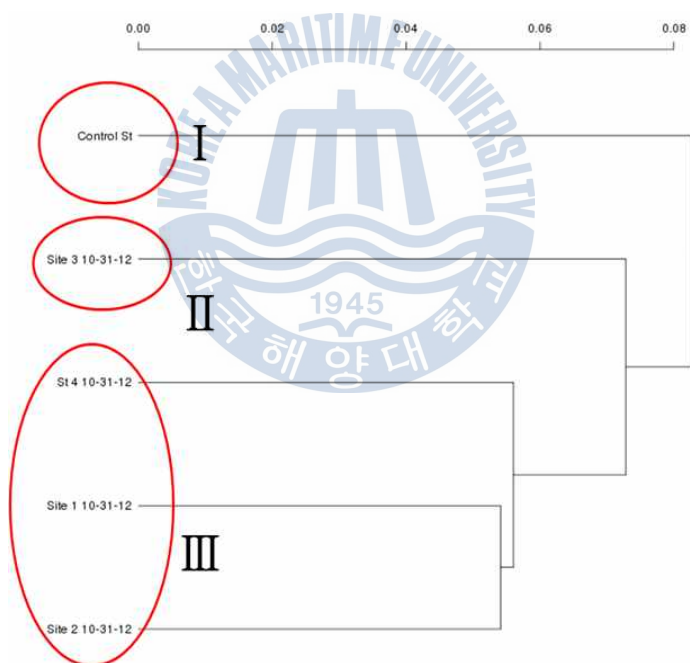 0.00 0.02 0.04 0.06 0.08
KOREA MARITIME UNIVERSITY
Control St
I
Site 3 10-31-12
II
1945
한국해양대학교
St 4 10-31-12
Site 1 10-31-12
III
Site 2 10-31-12